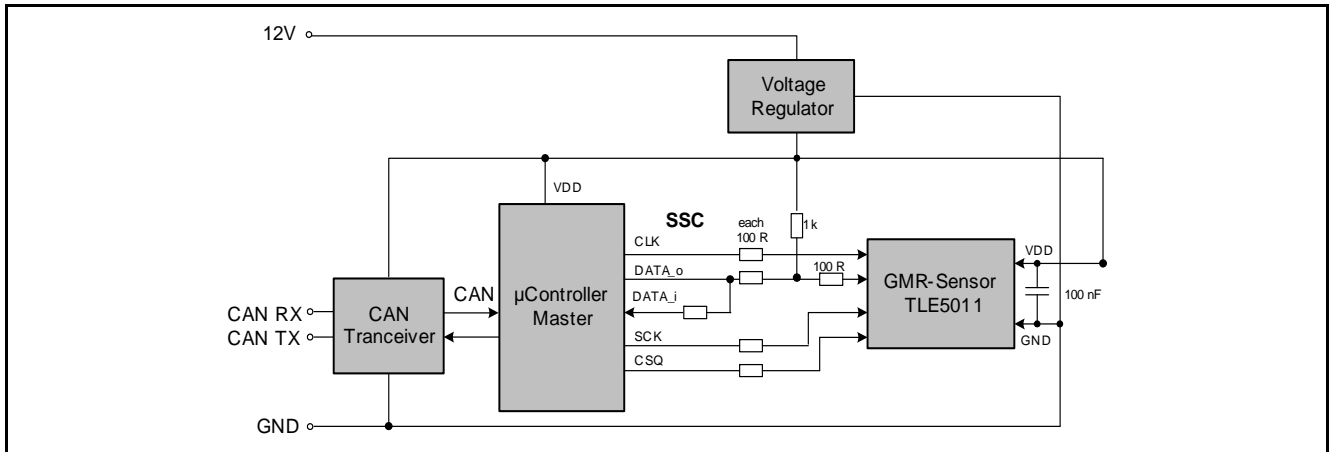 12V
Voltage
Regulator
VDD
SSC
each
100 R
1k
CLK
DATA_o
100 R
DATA_i
VDD
GMR-Sensor
TLE5011
100 nF
GND
CAN
µController
Master
CAN RX
CAN TX
CAN
Tranceiver
SCK
CSQ
GND